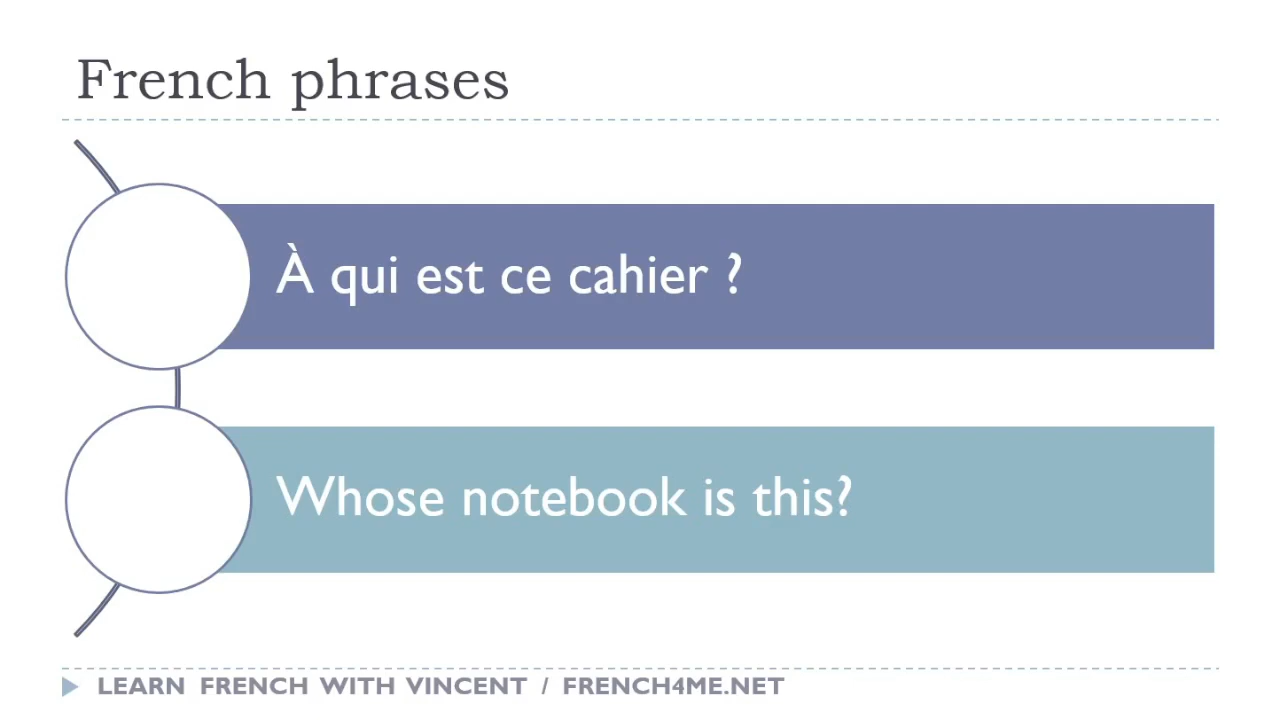 French phrases
À qui est ce cahier ?
Whose notebook is this?
LEARN FRENCH WITH VINCENT / FRENCH4ME.NET